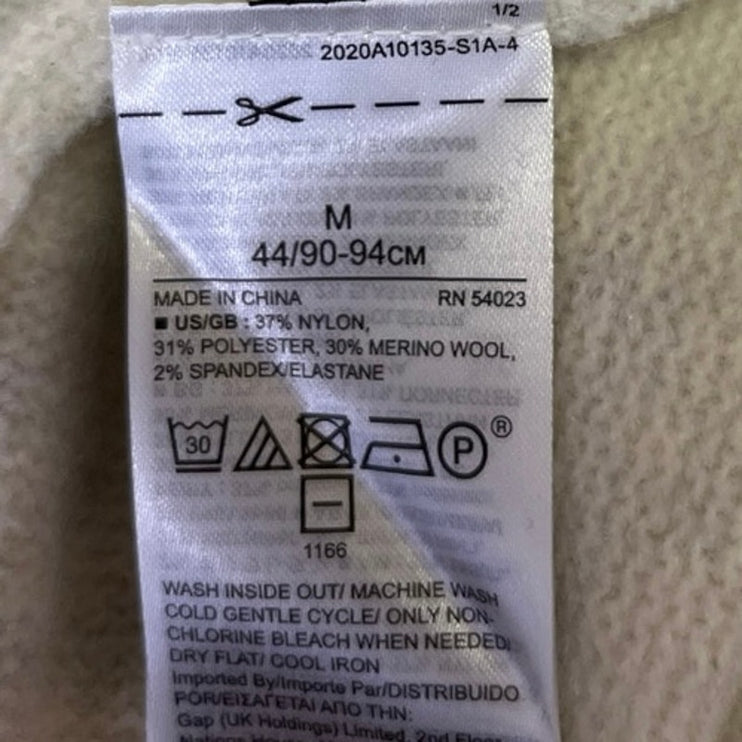 1/2
2020A10135-S1A-4
M
44/90-94CM
MADE IN CHINA RN 54023
■ US/GB : 37% NYLON,
31% POLYESTER, 30% MERINO WOOL,
2% SPANDEX/ELASTANE
30 P ®
1166
WASH INSIDE OUT/ MACHINE WASH
COLD GENTLE CYCLE/ ONLY NON-
CHLORINE BLEACH WHEN NEEDED/
DRY FLAT/ COOL IRON
Imported By/Importe Par/DISTRIBUIDO
POR/ΕΙΣΑΓΕΤΑΙ ΑΠΟ ΤΗΝ:
Gap (UK Holdings) Limited, 2nd Floor